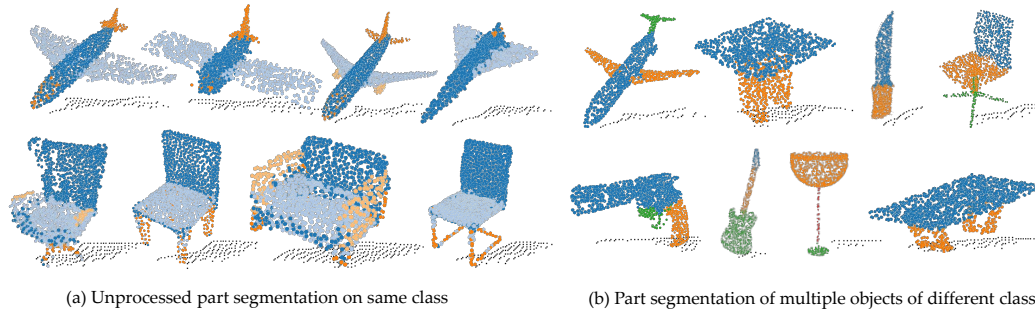 (a) Unprocessed part segmentation on same class
(b) Part segmentation of multiple objects of different class